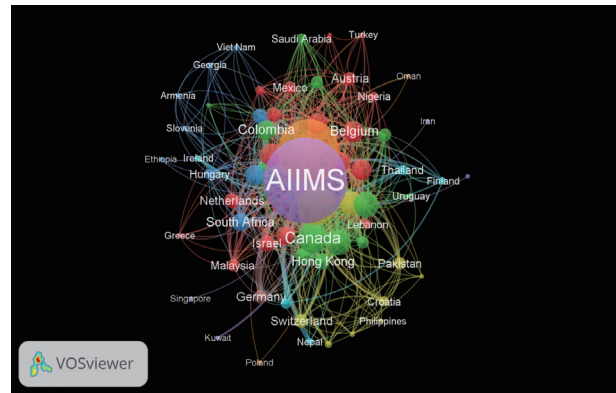 Saudi Arabia
Turkey
Viet Nam
Georgia
Austria
Oman
Mexico
Armenia
Nigeria
Colombia
Belgium
Iran
Slovenia
Ethiopia
Ireland
Hungary
AIIMS
Thailand
Finland
Netherlands
Uruguay
South Africa
Lebanon
Greece
Israel
Canada
Malaysia
Hong Kong
Pakistan
Singapore
Germany
Croatia
Switzerland
Philippines
Kuwait
Nepal
Poland
VOSviewer